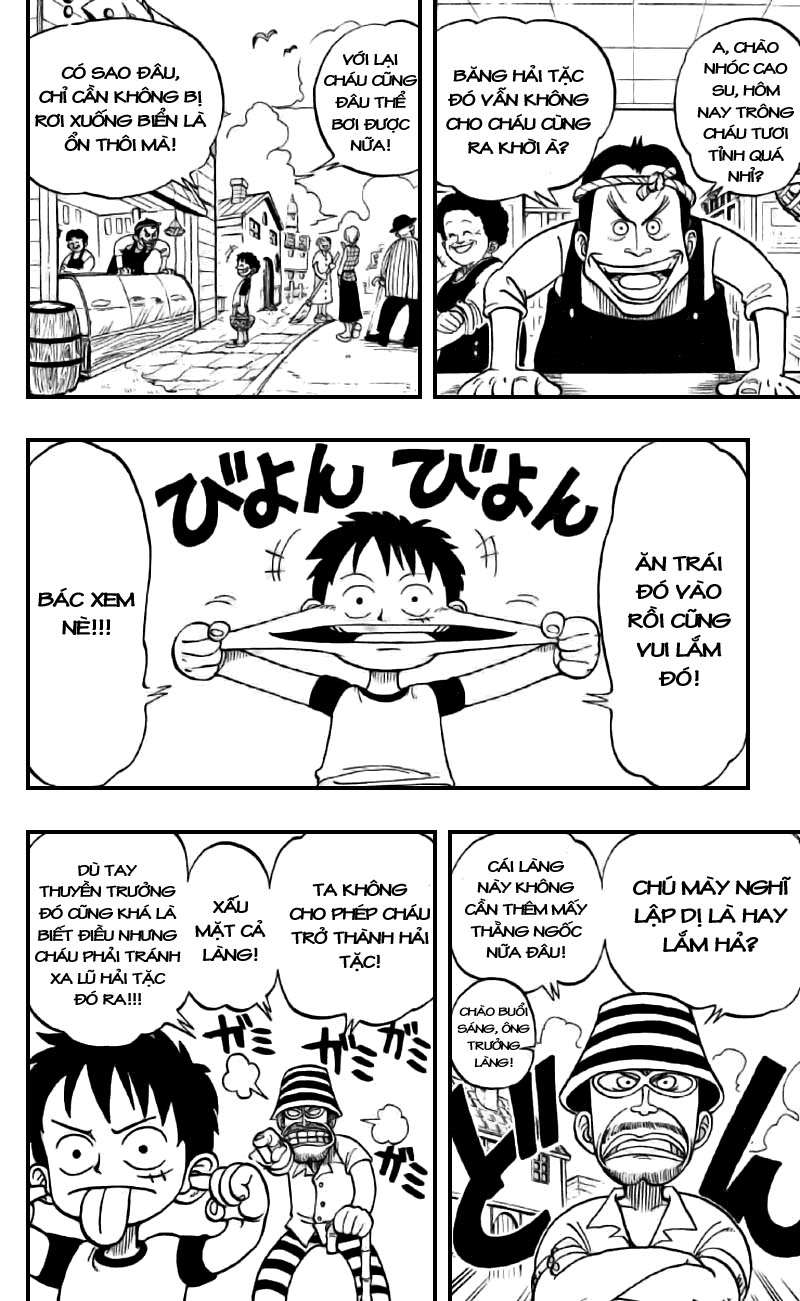 A, CHÀO
NHÓC CAO
SU, HÔM
NAY TRÔNG
CHÁU TƯƠI
TỈNH QUÁ
NHỈ?
BĂNG HẢI TẶC
ĐÓ VẪN KHÔNG
CHO CHÁU CÙNG
RA KHƠI À?
VỚI LẠI
CHÁU CŨNG
ĐÂU THỂ
BƠI ĐƯỢC
NỮA!
CÓ SAO ĐÂU,
CHỈ CẦN KHÔNG BỊ
RƠI XUỐNG BIỂN LÀ
ỔN THÔI MÀ!
びよん びよん
ĂN TRÁI
ĐÓ VÀO
RỒI CŨNG
VUI LẮM
ĐÓ!
BÁC XEM
NÈ!!!
CHÚ MÀY NGHĨ
LẬP DỊ LÀ HAY
LẮM HẢ?
CÁI LÀNG
NÀY KHÔNG
CẦN THÊM MẤY
THẰNG NGỐC
NỮA ĐÂU!
CHÀO BUỔI
SÁNG, ÔNG
TRƯỞNG
LÀNG!
どん
TA KHÔNG
CHO PHÉP CHÁU
TRỞ THÀNH HẢI
TẶC!
XẤU
MẶT CẢ
LÀNG!
DÙ TAY
THUYỀN TRƯỞNG
ĐÓ CŨNG KHÁ LÀ
BIẾT ĐIỀU NHƯNG
CHÁU PHẢI TRÁNH
XA LŨ HẢI TẶC
ĐÓ RA!!!
ガミ
ガミ
ガミ
ガミ